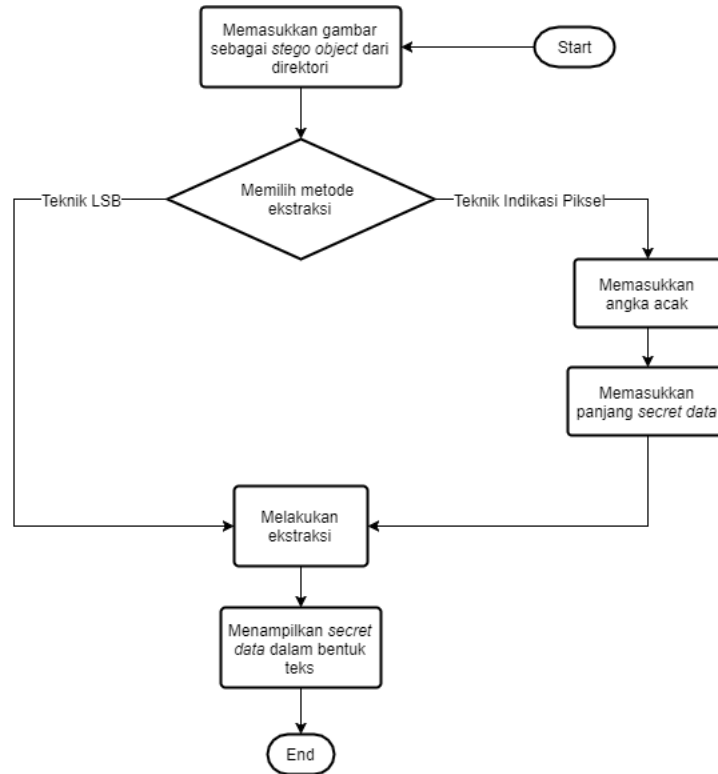 Memasukkan gambar
sebagai stego object dari
direktori
Start
Memilih metode
ekstraksi
Teknik LSB
Teknik Indikasi Piksel
Memasukkan
angka acak
Memasukkan
panjang secret data
Melakukan
ekstraksi
Menampilkan secret
data dalam bentuk
teks
End